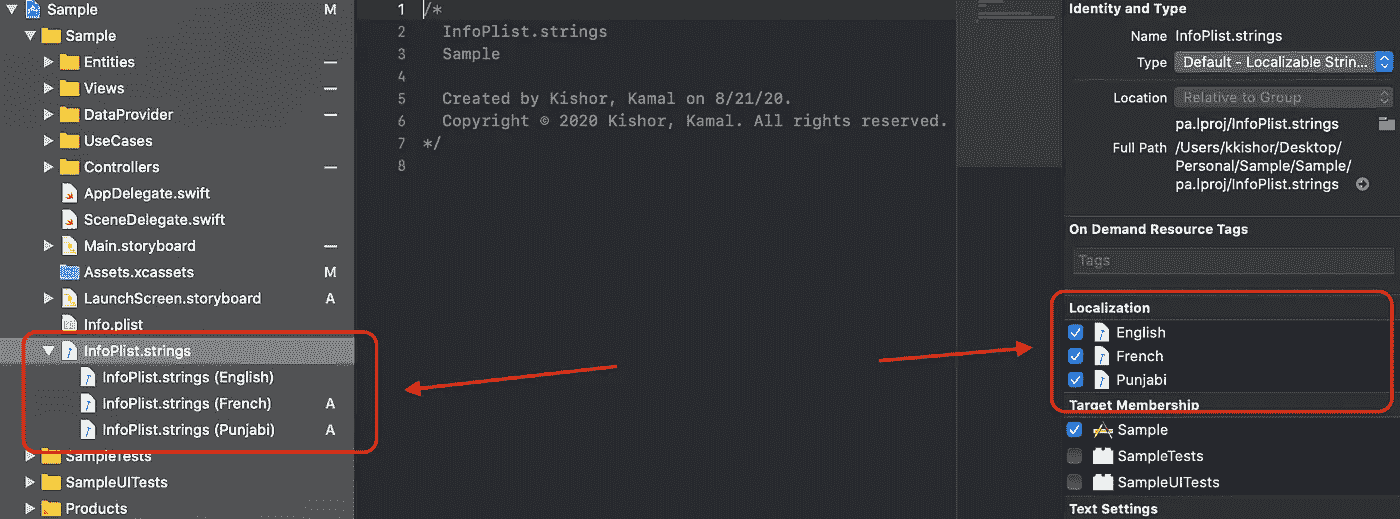 Sample M
Sample
Entities —
Views —
DataProvider —
UseCases
Controllers —
AppDelegate.swift
SceneDelegate.swift
Main.storyboard —
Assets.xcassets M
LaunchScreen.storyboard A
Info.plist
InfoPlist.strings
InfoPlist.strings (English)
InfoPlist.strings (French) A
InfoPlist.strings (Punjabi) A
SampleTests
SampleUITests
Products
1 /*
2 InfoPlist.strings
3 Sample
4
5 Created by Kishor, Kamal on 8/21/20.
6 Copyright © 2020 Kishor, Kamal. All rights reserved.
7 */
8
Identity and Type
Name InfoPlist.strings
Type Default - Localizable Strin...
Location Relative to Group
pa.lproj/InfoPlist.strings
Full Path /Users/kkishor/Desktop/
Personal/Sample/Sample/
pa.lproj/InfoPlist.strings
On Demand Resource Tags
Tags
Localization
English
French
Punjabi
Target Membership
Sample
SampleTests
SampleUITests
Text Settings